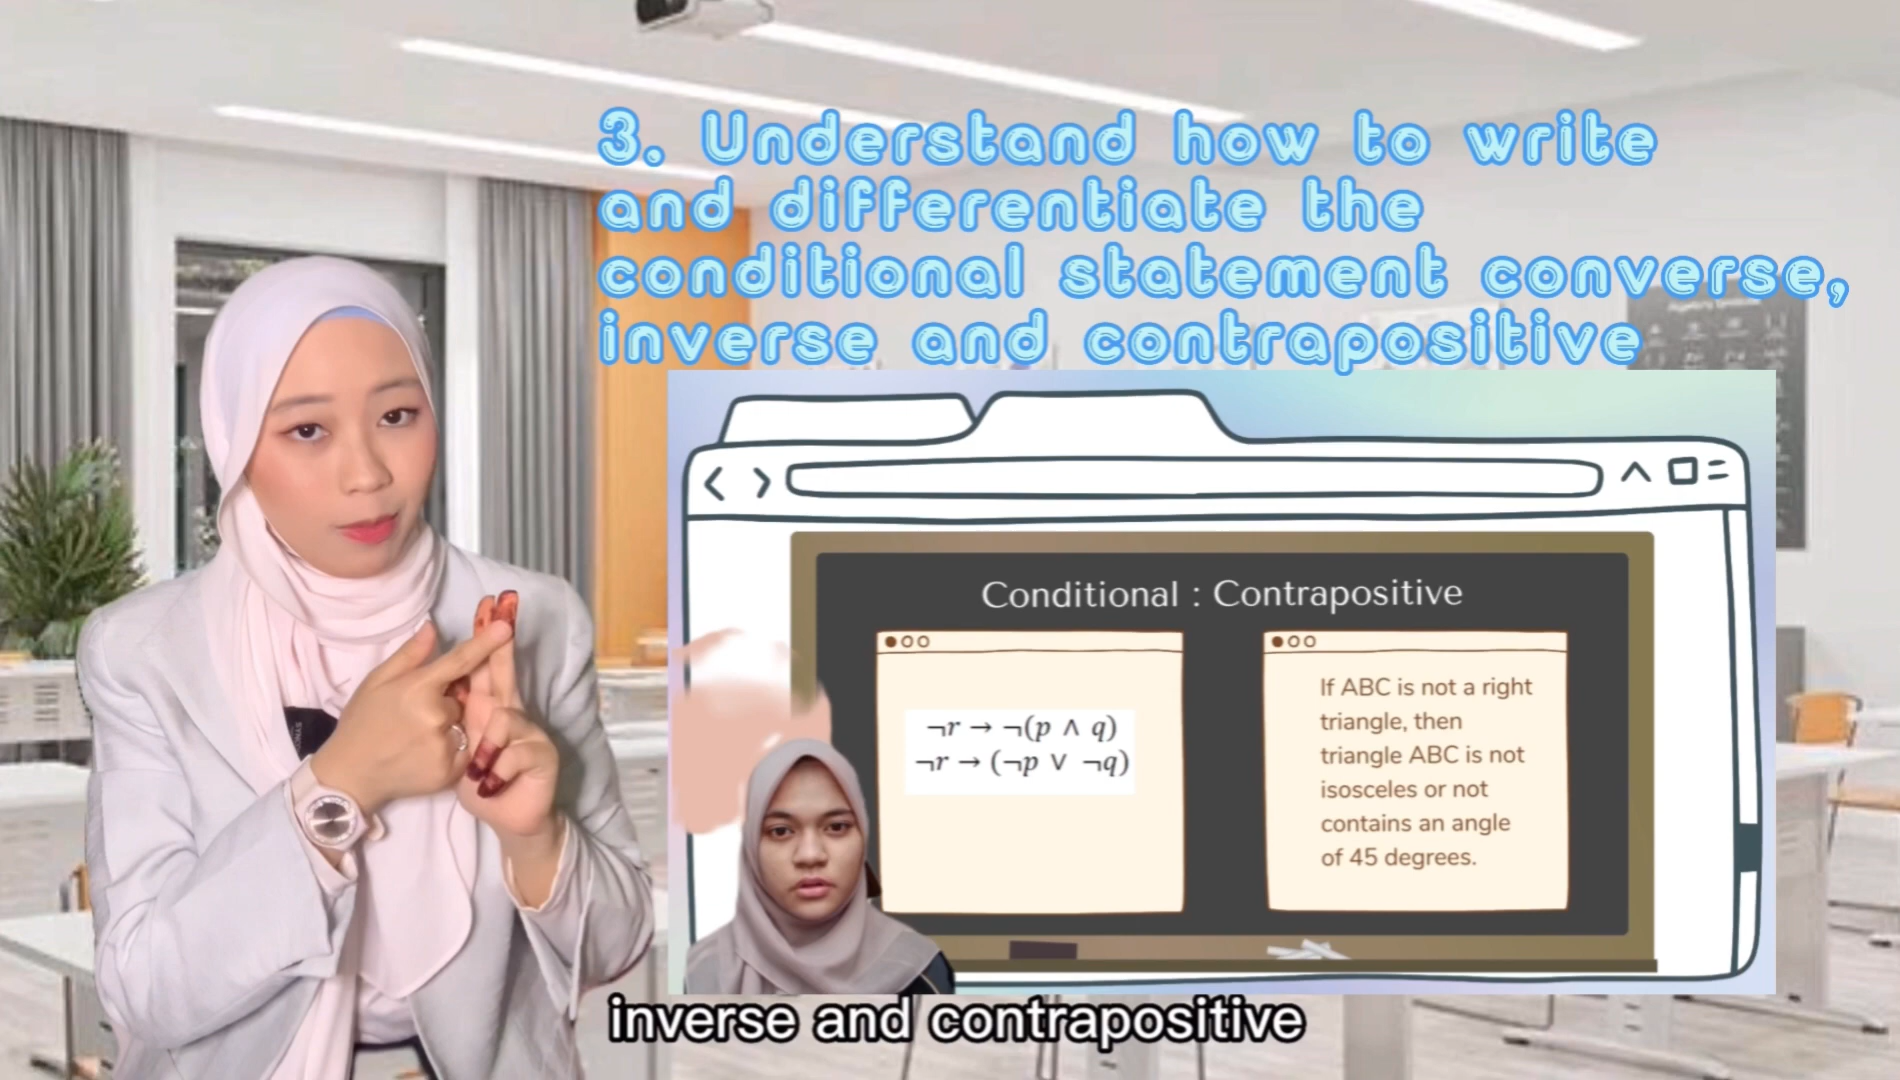 3. Understand how to write
and differentiate the
conditional statement converse,
inverse and contrapositive
Conditional : Contrapositive
¬r → ¬(p ∧ q)
¬r → (¬p ∨ ¬q)
If ABC is not a right
triangle, then
triangle ABC is not
isosceles or not
contains an angle
of 45 degrees.
inverse and contrapositive